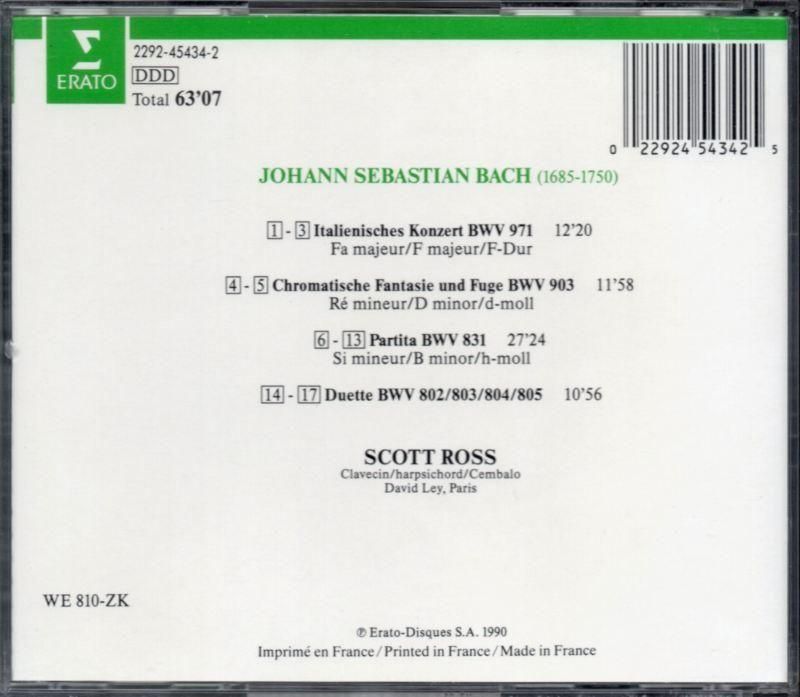 ERATO
2292-45434-2
DDD
Total 63'07
0 22924 54342 5
JOHANN SEBASTIAN BACH (1685-1750)
1 - 3 Italienisches Konzert BWV 971 12'20
Fa majeur/F majeur/F-Dur
4 - 5 Chromatische Fantasie und Fuge BWV 903 11'58
Ré mineur/D minor/d-moll
6 - 13 Partita BWV 831 27'24
Si mineur/B minor/h-moll
14 - 17 Duette BWV 802/803/804/805 10'56
SCOTT ROSS
Clavecin/harpsichord/Cembalo
David Ley, Paris
WE 810-ZK
℗ Erato-Disques S.A. 1990
Imprimé en France/Printed in France/Made in France